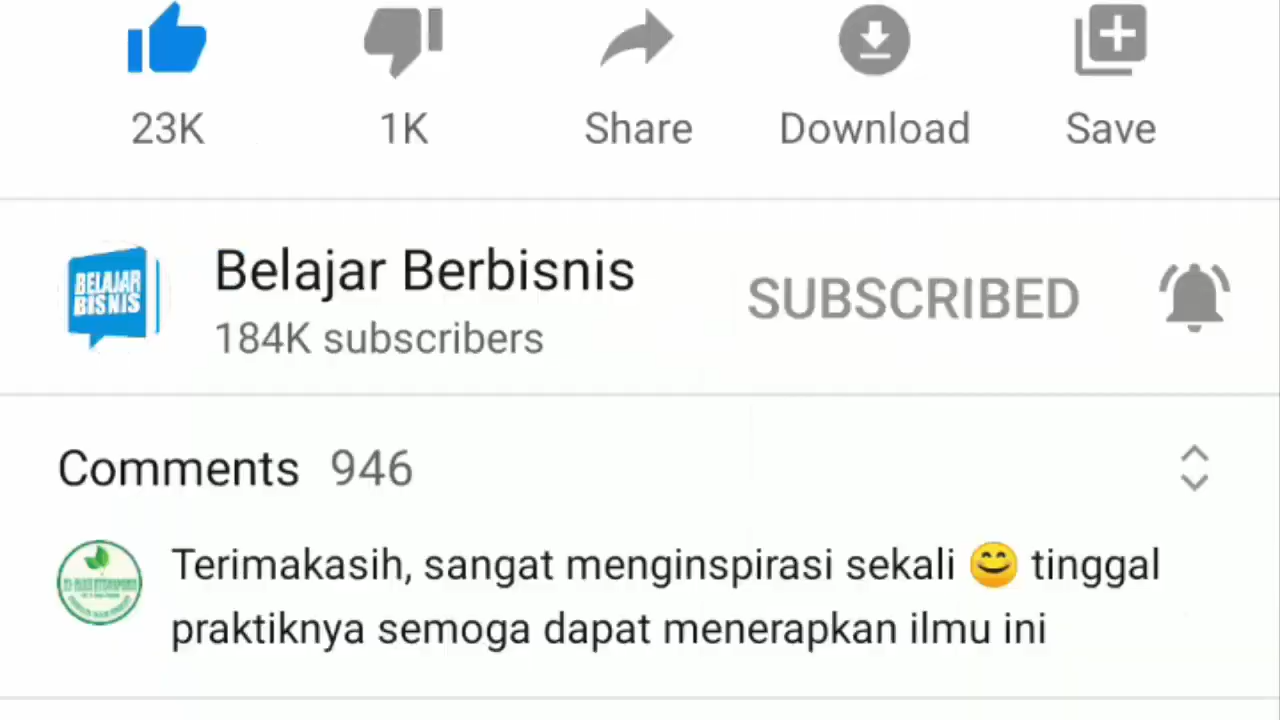 23K 1K Share Download Save
BELAJAR
BISNIS
Belajar Berbisnis
184K subscribers
SUBSCRIBED
Comments 946
Terimakasih, sangat menginspirasi sekali 😊 tinggal
praktiknya semoga dapat menerapkan ilmu ini